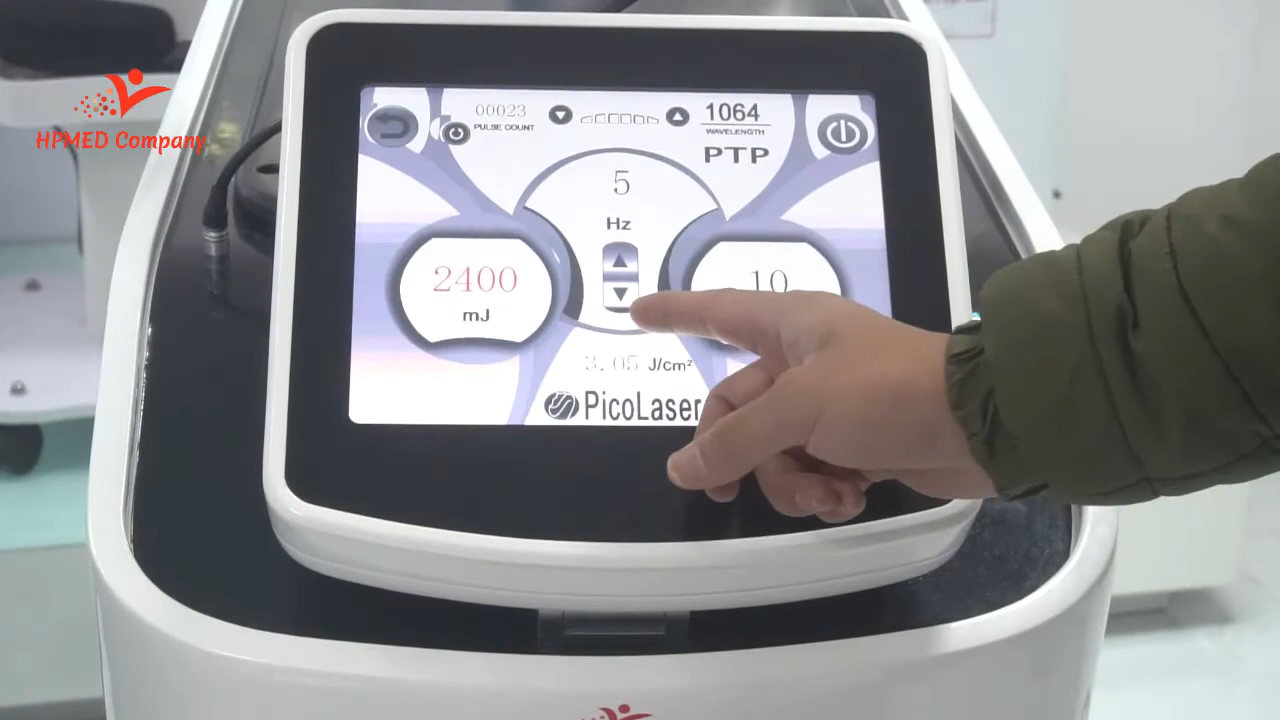 HPMED Company
00023
PULSE COUNT
1064
WAVELENGTH
PTP
5
Hz
2400
mJ
10
3.05 J/cm²
PicoLaser